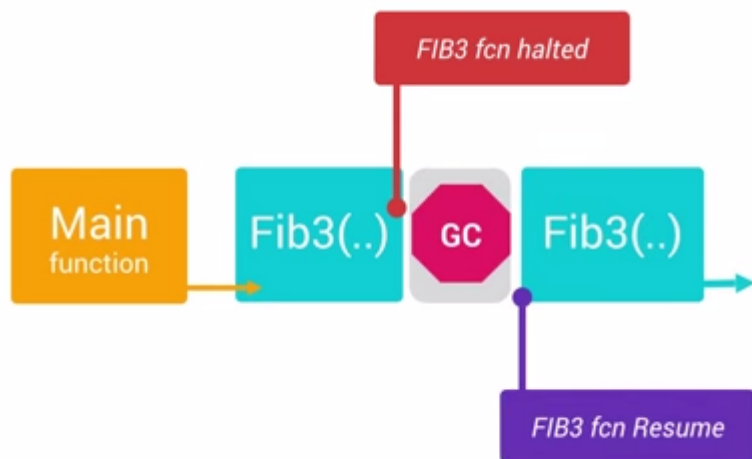 FIB3 fcn halted
Main
function
Fib3(..)
GC
Fib3(..)
FIB3 fcn Resume